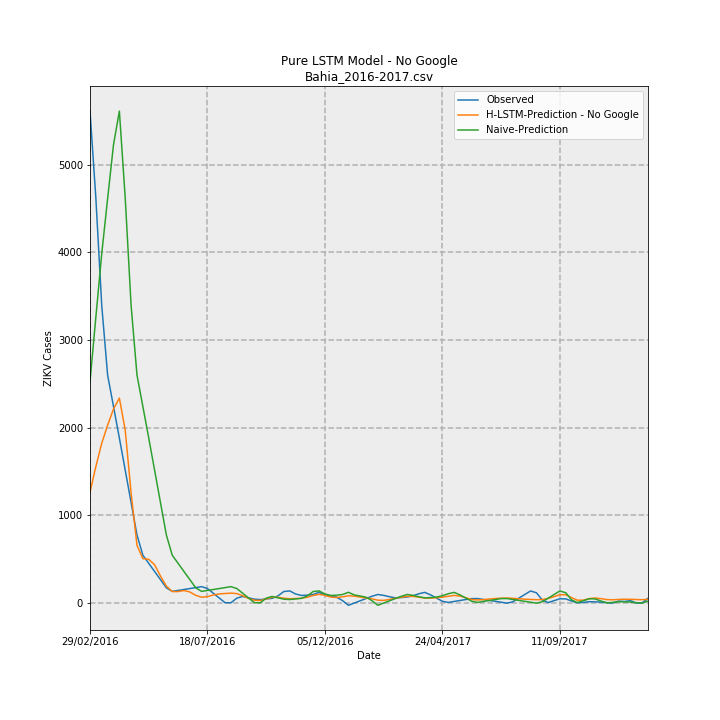 Pure LSTM Model - No Google
Bahia_2016-2017.csv
Observed
H-LSTM-Prediction - No Google
Naive-Prediction
ZIKV Cases
5000
4000
3000
2000
1000
0
29/02/2016
18/07/2016
05/12/2016
24/04/2017
11/09/2017
Date